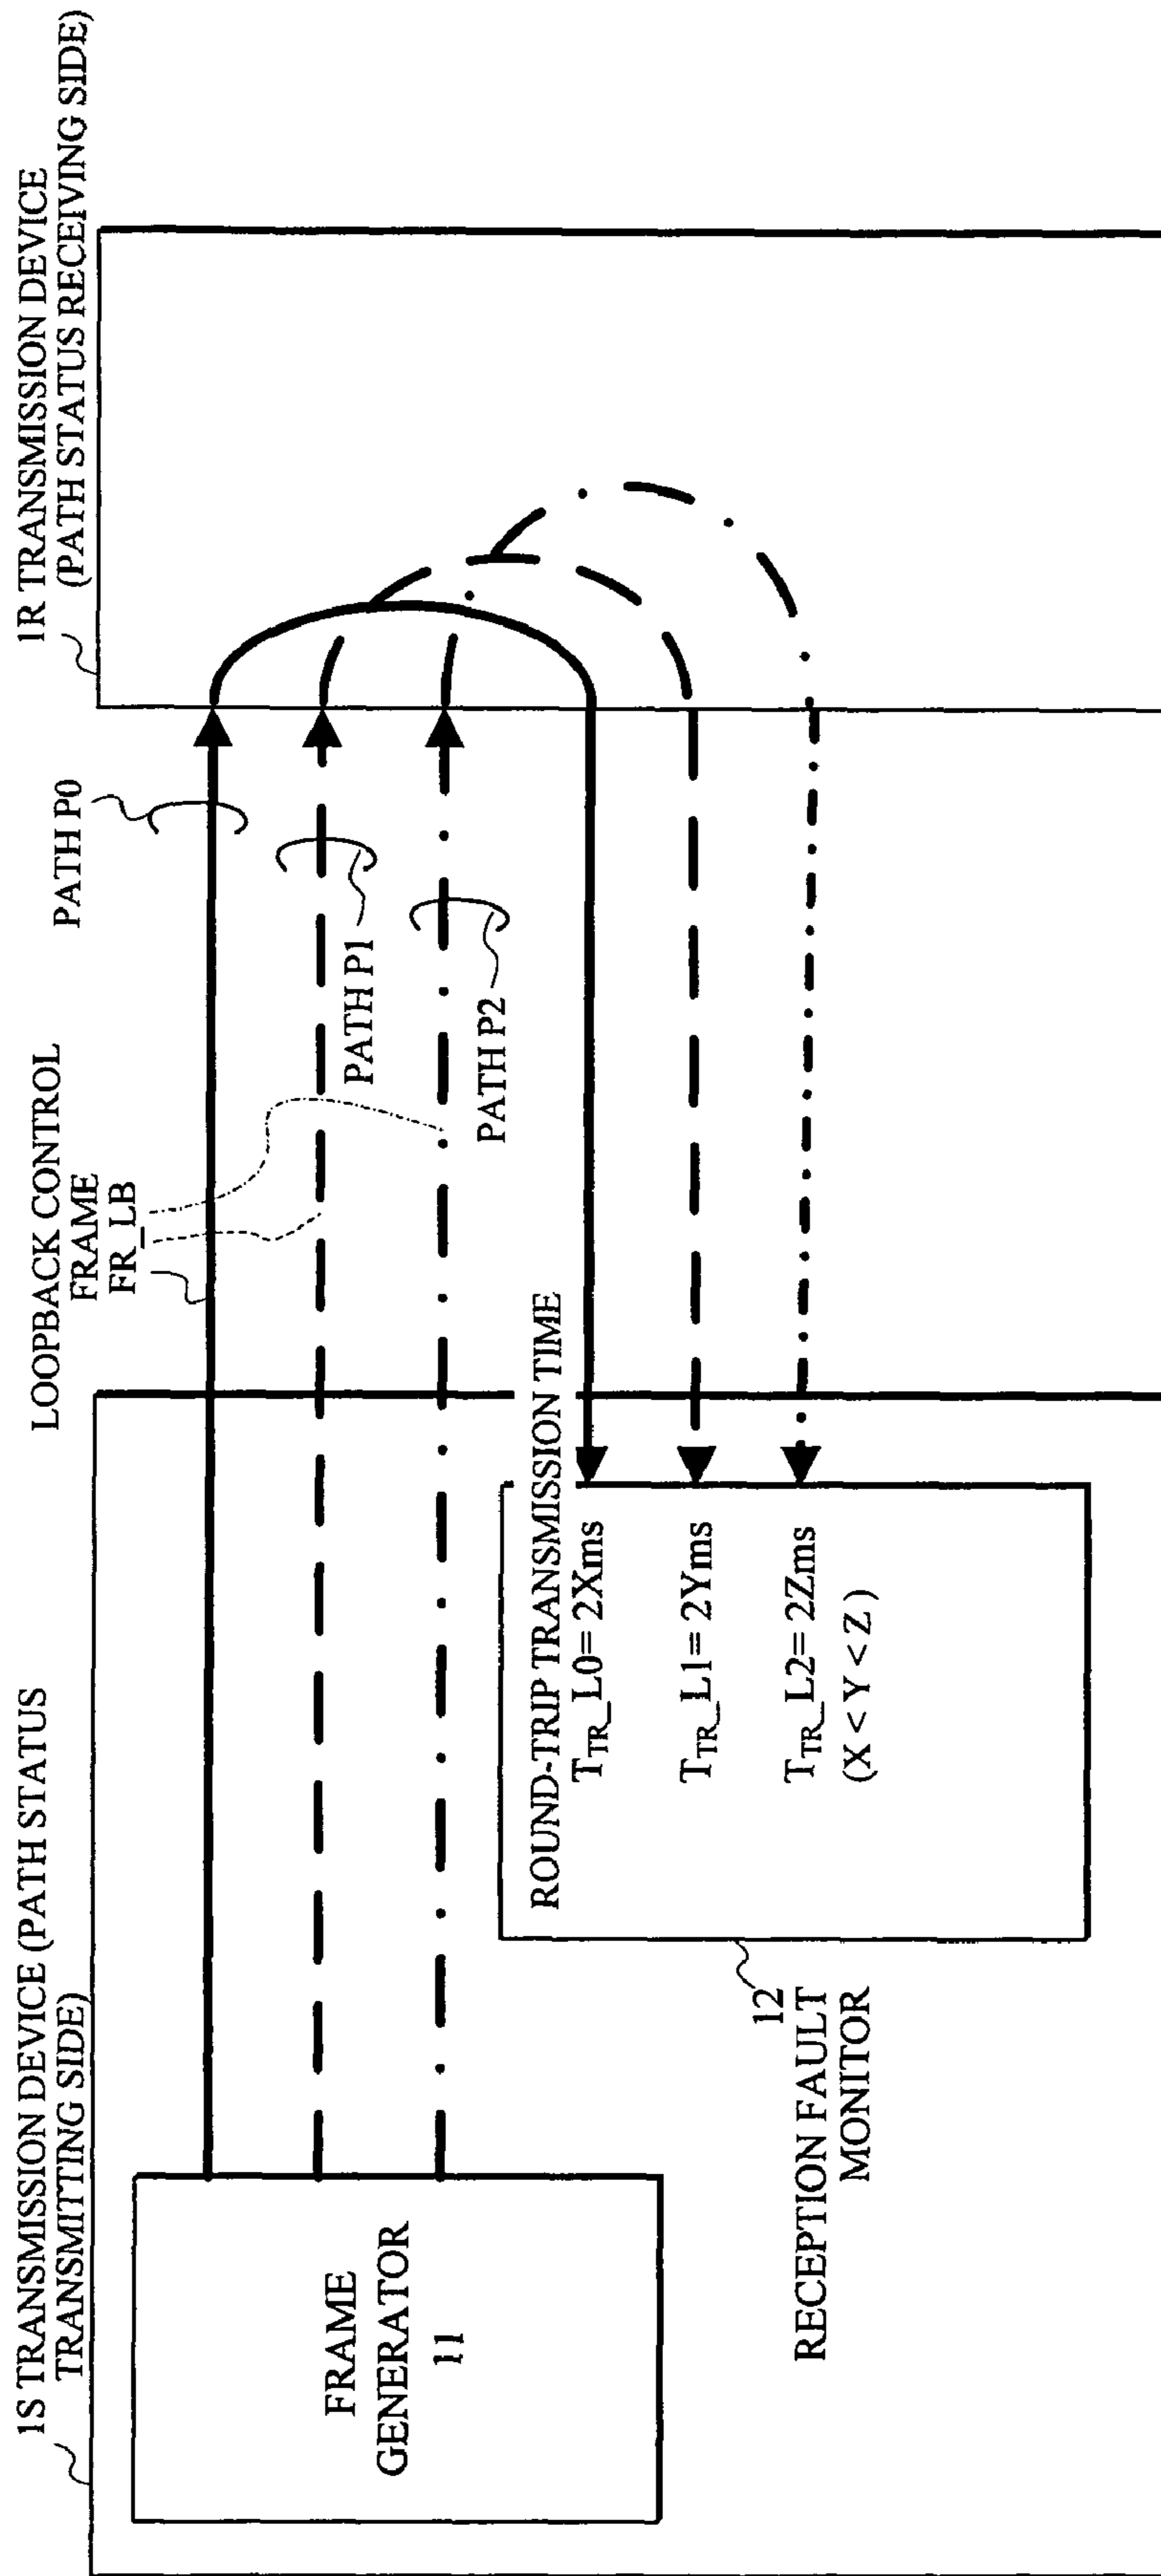 1S TRANSMISSION DEVICE (PATH STATUS
TRANSMITTING SIDE)
FRAME
GENERATOR
11
LOOPBACK CONTROL
FRAME
FR_LB
PATH P0
PATH P1
PATH P2
1R TRANSMISSION DEVICE
(PATH STATUS RECEIVING SIDE)
ROUND-TRIP TRANSMISSION TIME
TTR_L0= 2Xms
TTR_L1= 2Yms
TTR_L2= 2Zms
(X < Y < Z )
12
RECEPTION FAULT
MONITOR